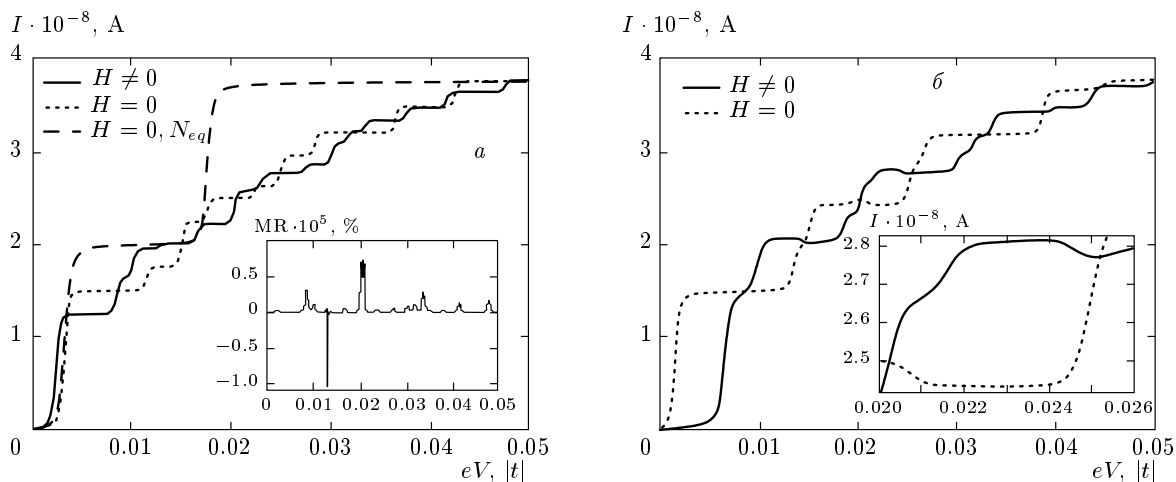 I · 10⁻⁸, A
4
3
2
1
0
H ≠ 0
H = 0
H = 0, N_eq
а
MR · 10⁵, %
0.5
0
−0.5
−1.0
0 0.01 0.02 0.03 0.04 0.05
0.01 0.02 0.03 0.04 0.05
eV, |t|
I · 10⁻⁸, A
4
3
2
1
0
H ≠ 0
H = 0
б
I · 10⁻⁸, A
2.8
2.7
2.6
2.5
0.020 0.022 0.024 0.026
0.01 0.02 0.03 0.04 0.05
eV, |t|